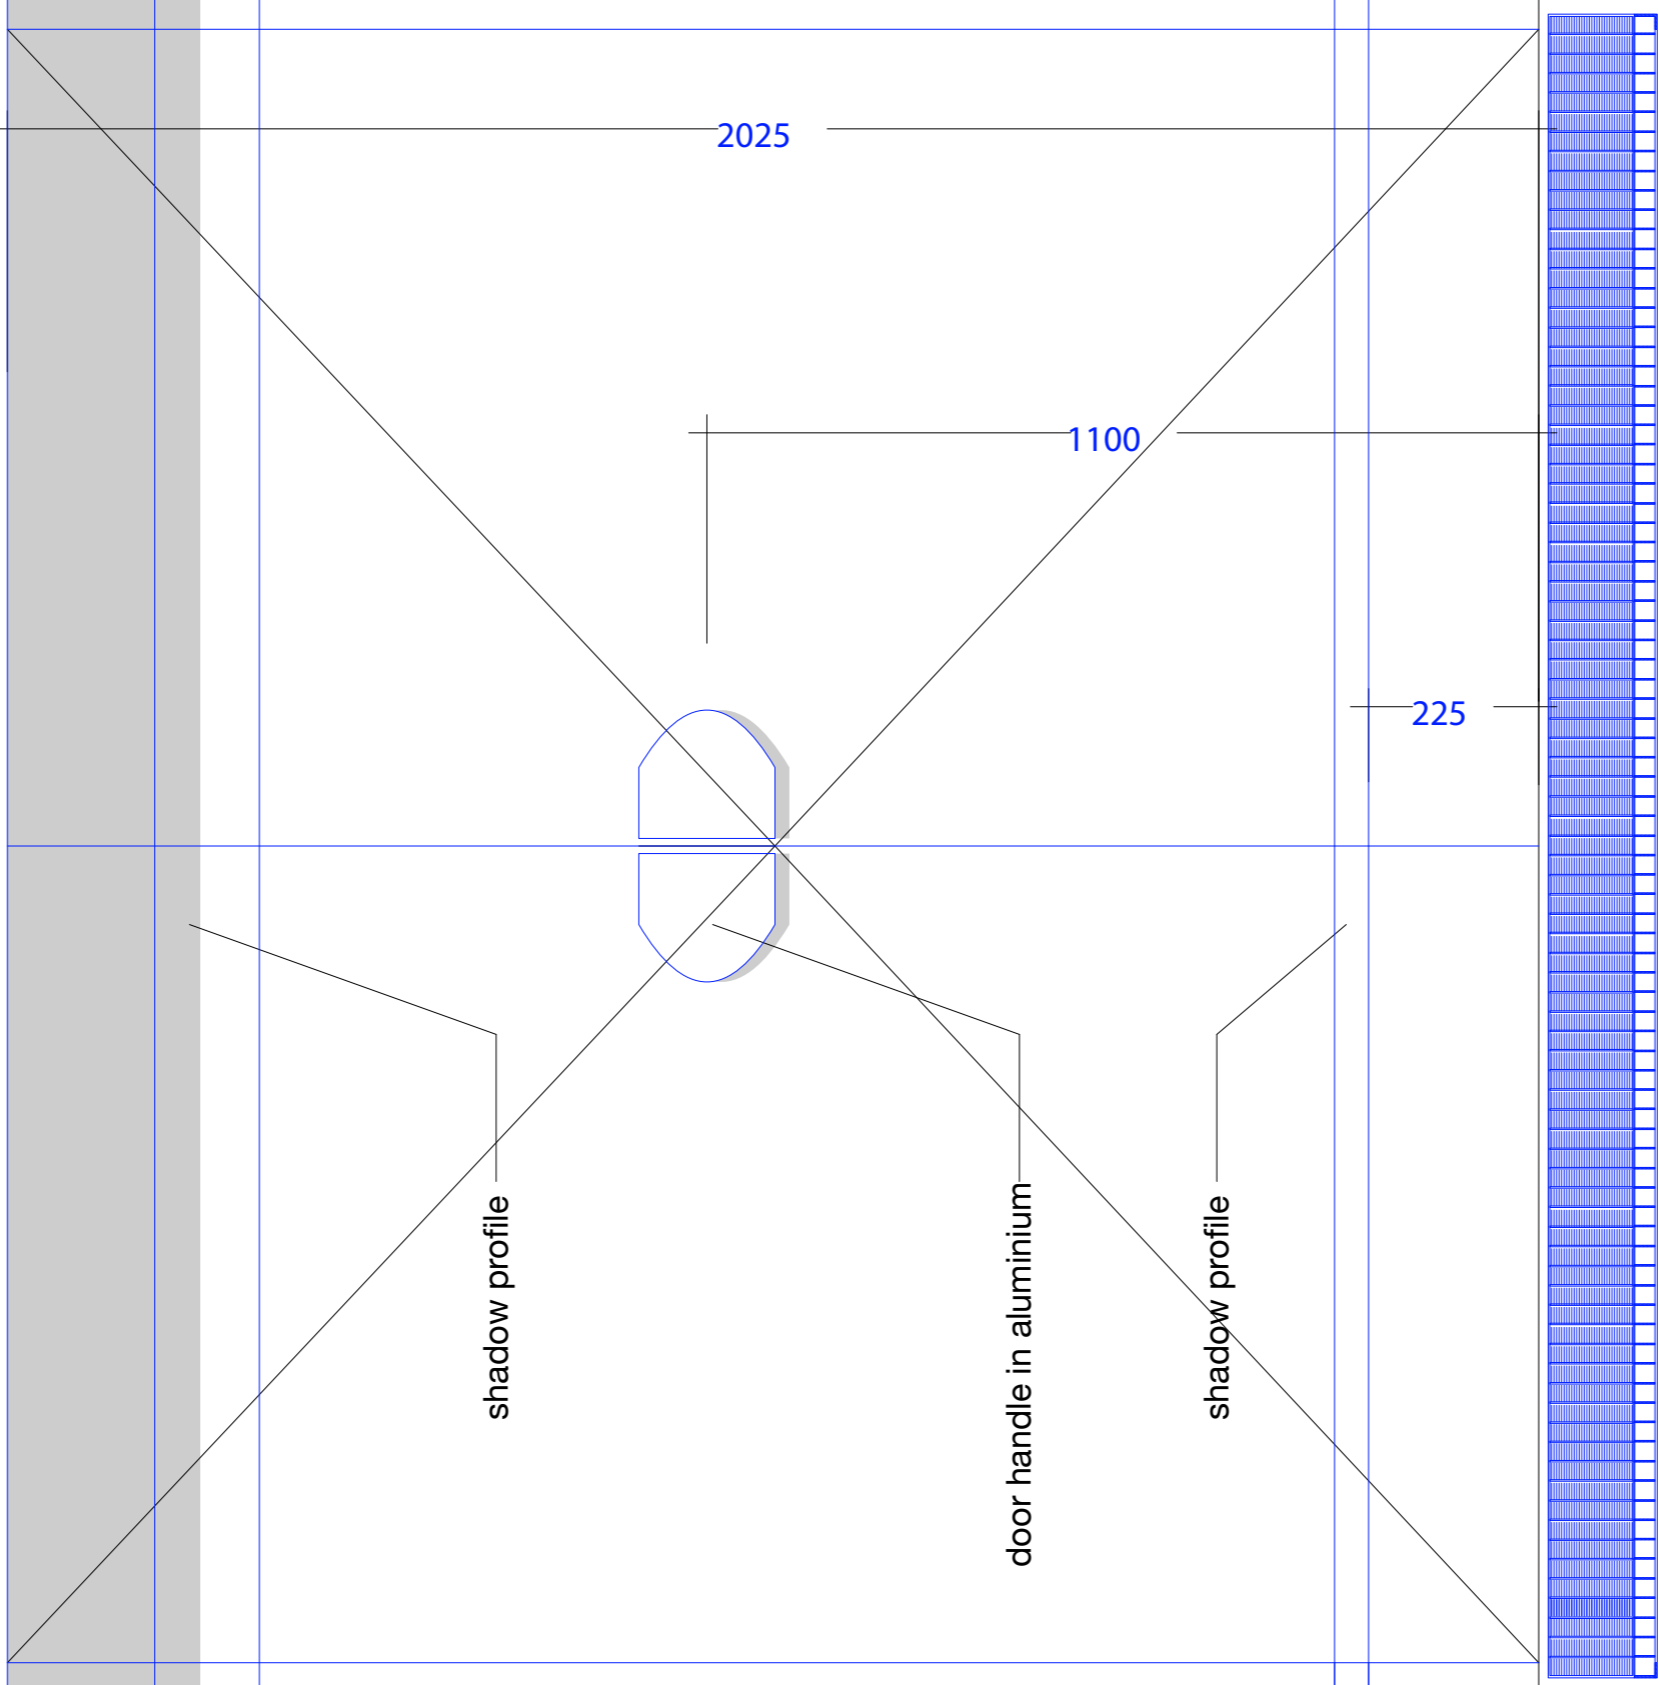 2025
1100
225
shadow profile
door handle in aluminium
shadow profile